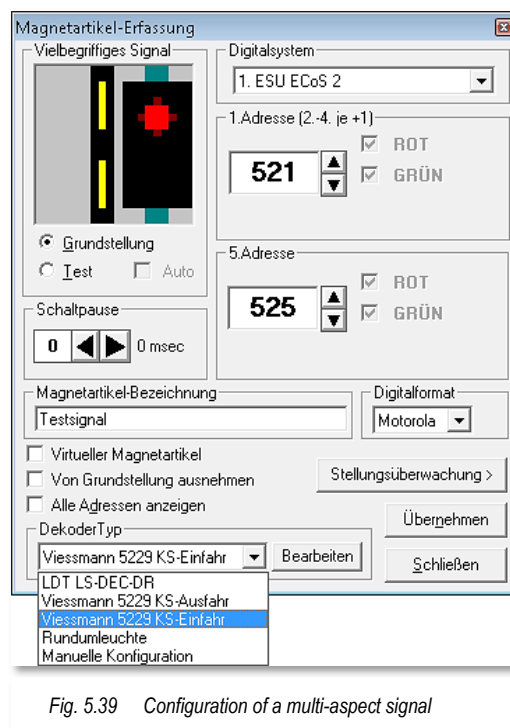 Magnetartikel-Erfassung
Vielbegriffiges Signal
Grundstellung
Test
Auto
Digitalsystem
1. ESU ECoS 2
1.Adresse (2.-4. je +1)
521
ROT
GRÜN
5.Adresse
525
ROT
GRÜN
Schaltpause
0
0 msec
Magnetartikel-Bezeichnung
Testsignal
Digitalformat
Motorola
Virtueller Magnetartikel
Von Grundstellung ausnehmen
Alle Adressen anzeigen
Stellungsüberwachung >
Übernehmen
Schließen
DekoderTyp
Viessmann 5229 KS-Einfahr
Bearbeiten
LDT LS-DEC-DR
Viessmann 5229 KS-Ausfahr
Viessmann 5229 KS-Einfahr
Rundumleuchte
Manuelle Konfiguration
Fig. 5.39 Configuration of a multi-aspect signal